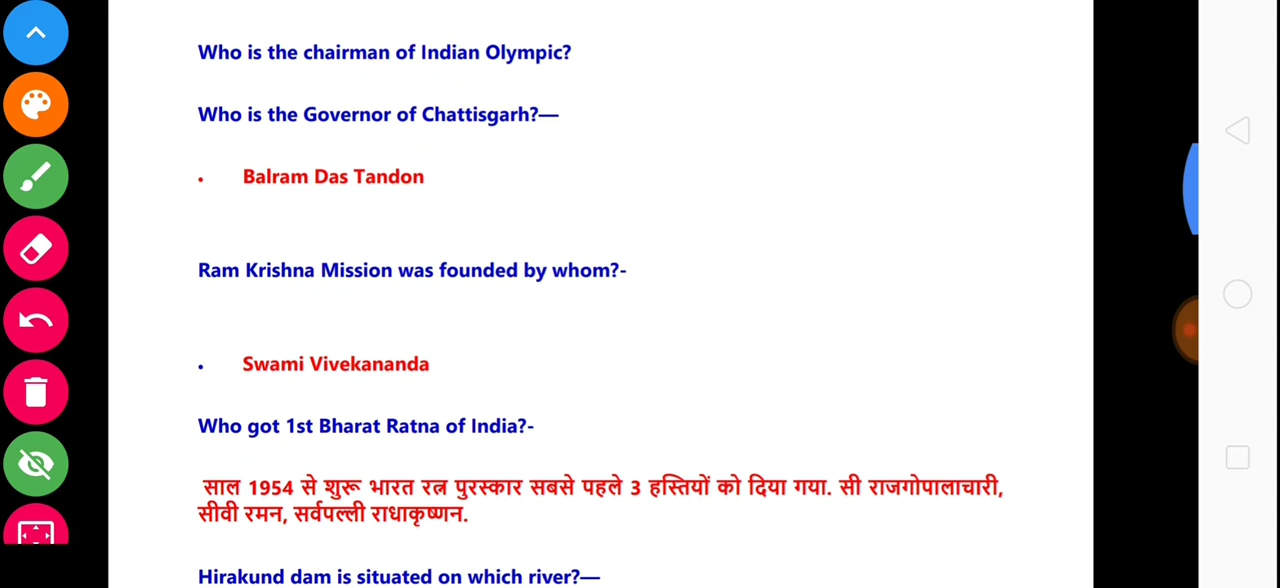 Who is the chairman of Indian Olympic?
Who is the Governor of Chattisgarh?—
• Balram Das Tandon
Ram Krishna Mission was founded by whom?-
• Swami Vivekananda
Who got 1st Bharat Ratna of India?-
साल 1954 से शुरू भारत रत्न पुरस्कार सबसे पहले 3 हस्तियों को दिया गया. सी राजगोपालाचारी,
सीवी रमन, सर्वपल्ली राधाकृष्णन.
Hirakund dam is situated on which river?—